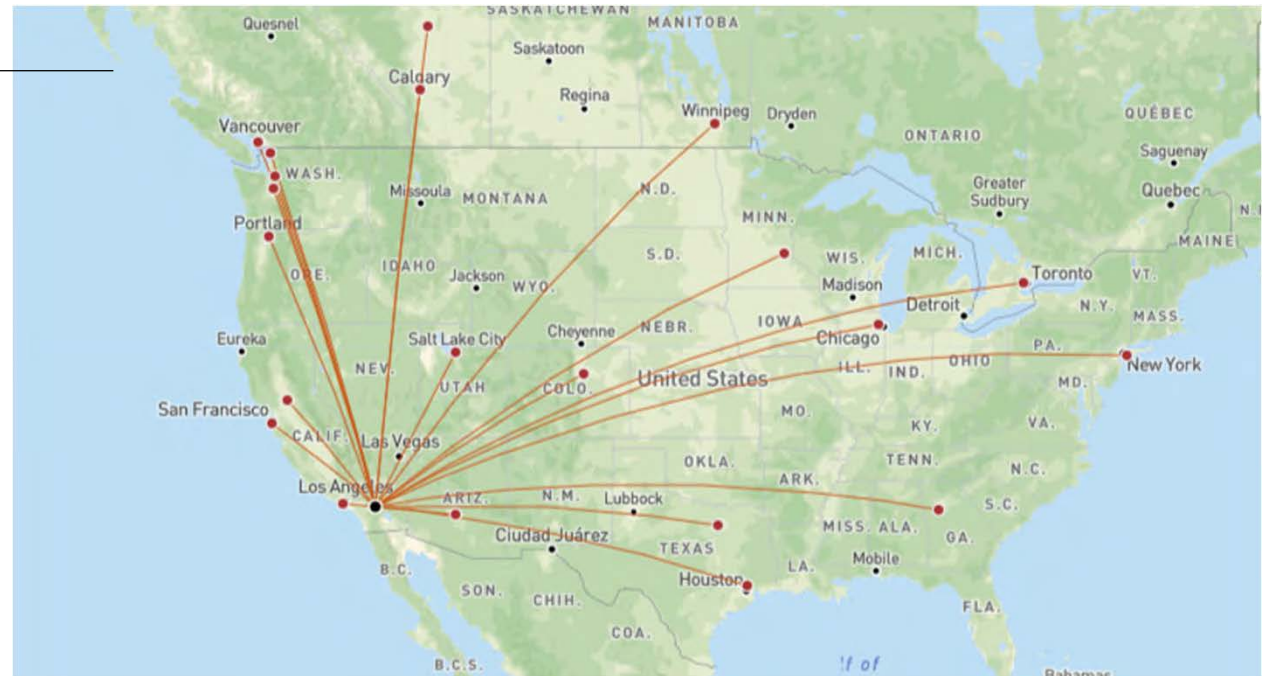 SASKATCHEWAN
MANITOBA
Quesnel
Saskatoon
Calgary
Regina
Winnipeg
Dryden
QUÉBEC
ONTARIO
Vancouver
Saguenay
WASH.
Missoula
MONTANA
N.D.
Greater
Sudbury
Quebec
Portland
MINN.
MAINE
ORE.
IDAHO
Jackson
WYO.
S.D.
WIS.
MICH.
Toronto
VT.
Madison
Detroit
N.Y.
MASS.
Eureka
Salt Lake City
Cheyenne
NEBR.
IOWA
Chicago
PA.
NEV.
UTAH
COLO.
United States
ILL.
IND.
OHIO
New York
MD.
San Francisco
CALIF.
Las Vegas
MO.
KY.
VA.
OKLA.
TENN.
N.C.
Los Angeles
ARIZ.
N.M.
Lubbock
ARK.
S.C.
Ciudad Juárez
TEXAS
MISS.
ALA.
GA.
B.C.
SON.
CHIH.
Houston
LA.
Mobile
FLA.
COA.
B.C.S.
f of
Bahamas